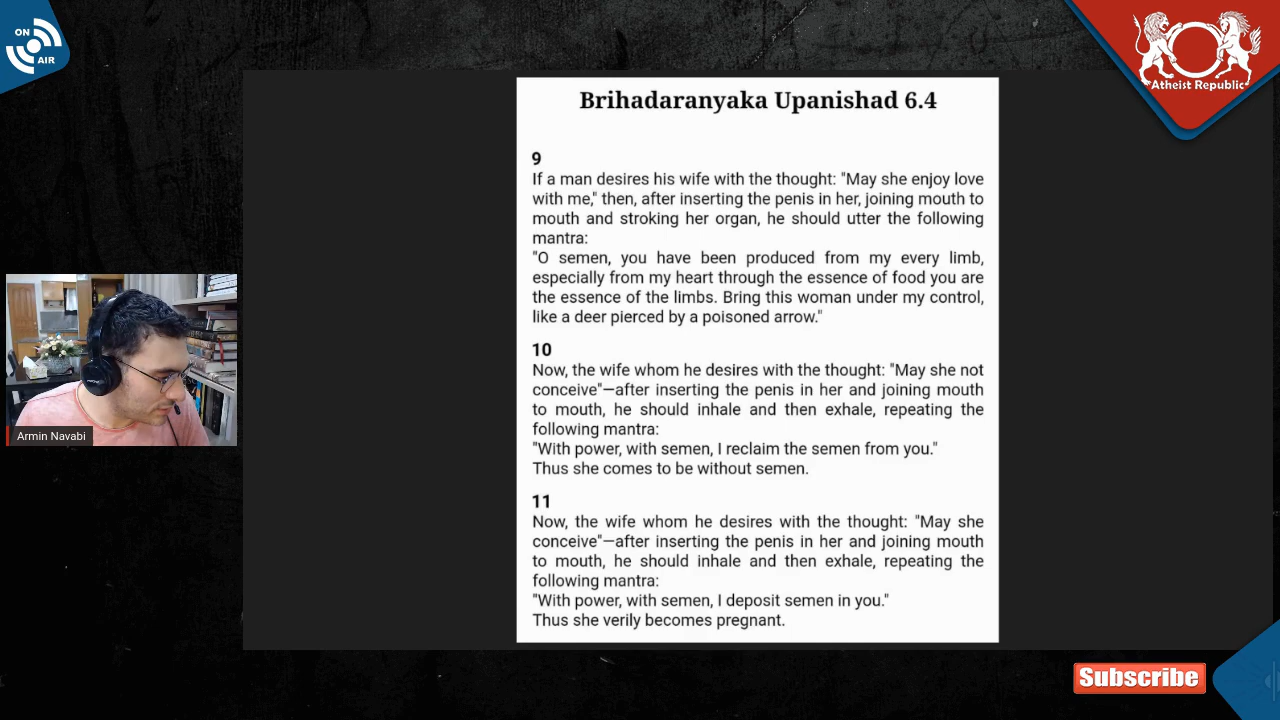 ON
AIR
Atheist Republic
Brihadaranyaka Upanishad 6.4
9
If a man desires his wife with the thought: "May she enjoy love
with me," then, after inserting the penis in her, joining mouth to
mouth and stroking her organ, he should utter the following
mantra:
"O semen, you have been produced from my every limb,
especially from my heart through the essence of food you are
the essence of the limbs. Bring this woman under my control,
like a deer pierced by a poisoned arrow."
10
Now, the wife whom he desires with the thought: "May she not
conceive"—after inserting the penis in her and joining mouth
to mouth, he should inhale and then exhale, repeating the
following mantra:
"With power, with semen, I reclaim the semen from you."
Thus she comes to be without semen.
11
Now, the wife whom he desires with the thought: "May she
conceive"—after inserting the penis in her and joining mouth
to mouth, he should inhale and then exhale, repeating the
following mantra:
"With power, with semen, I deposit semen in you."
Thus she verily becomes pregnant.
Armin Navabi
Subscribe